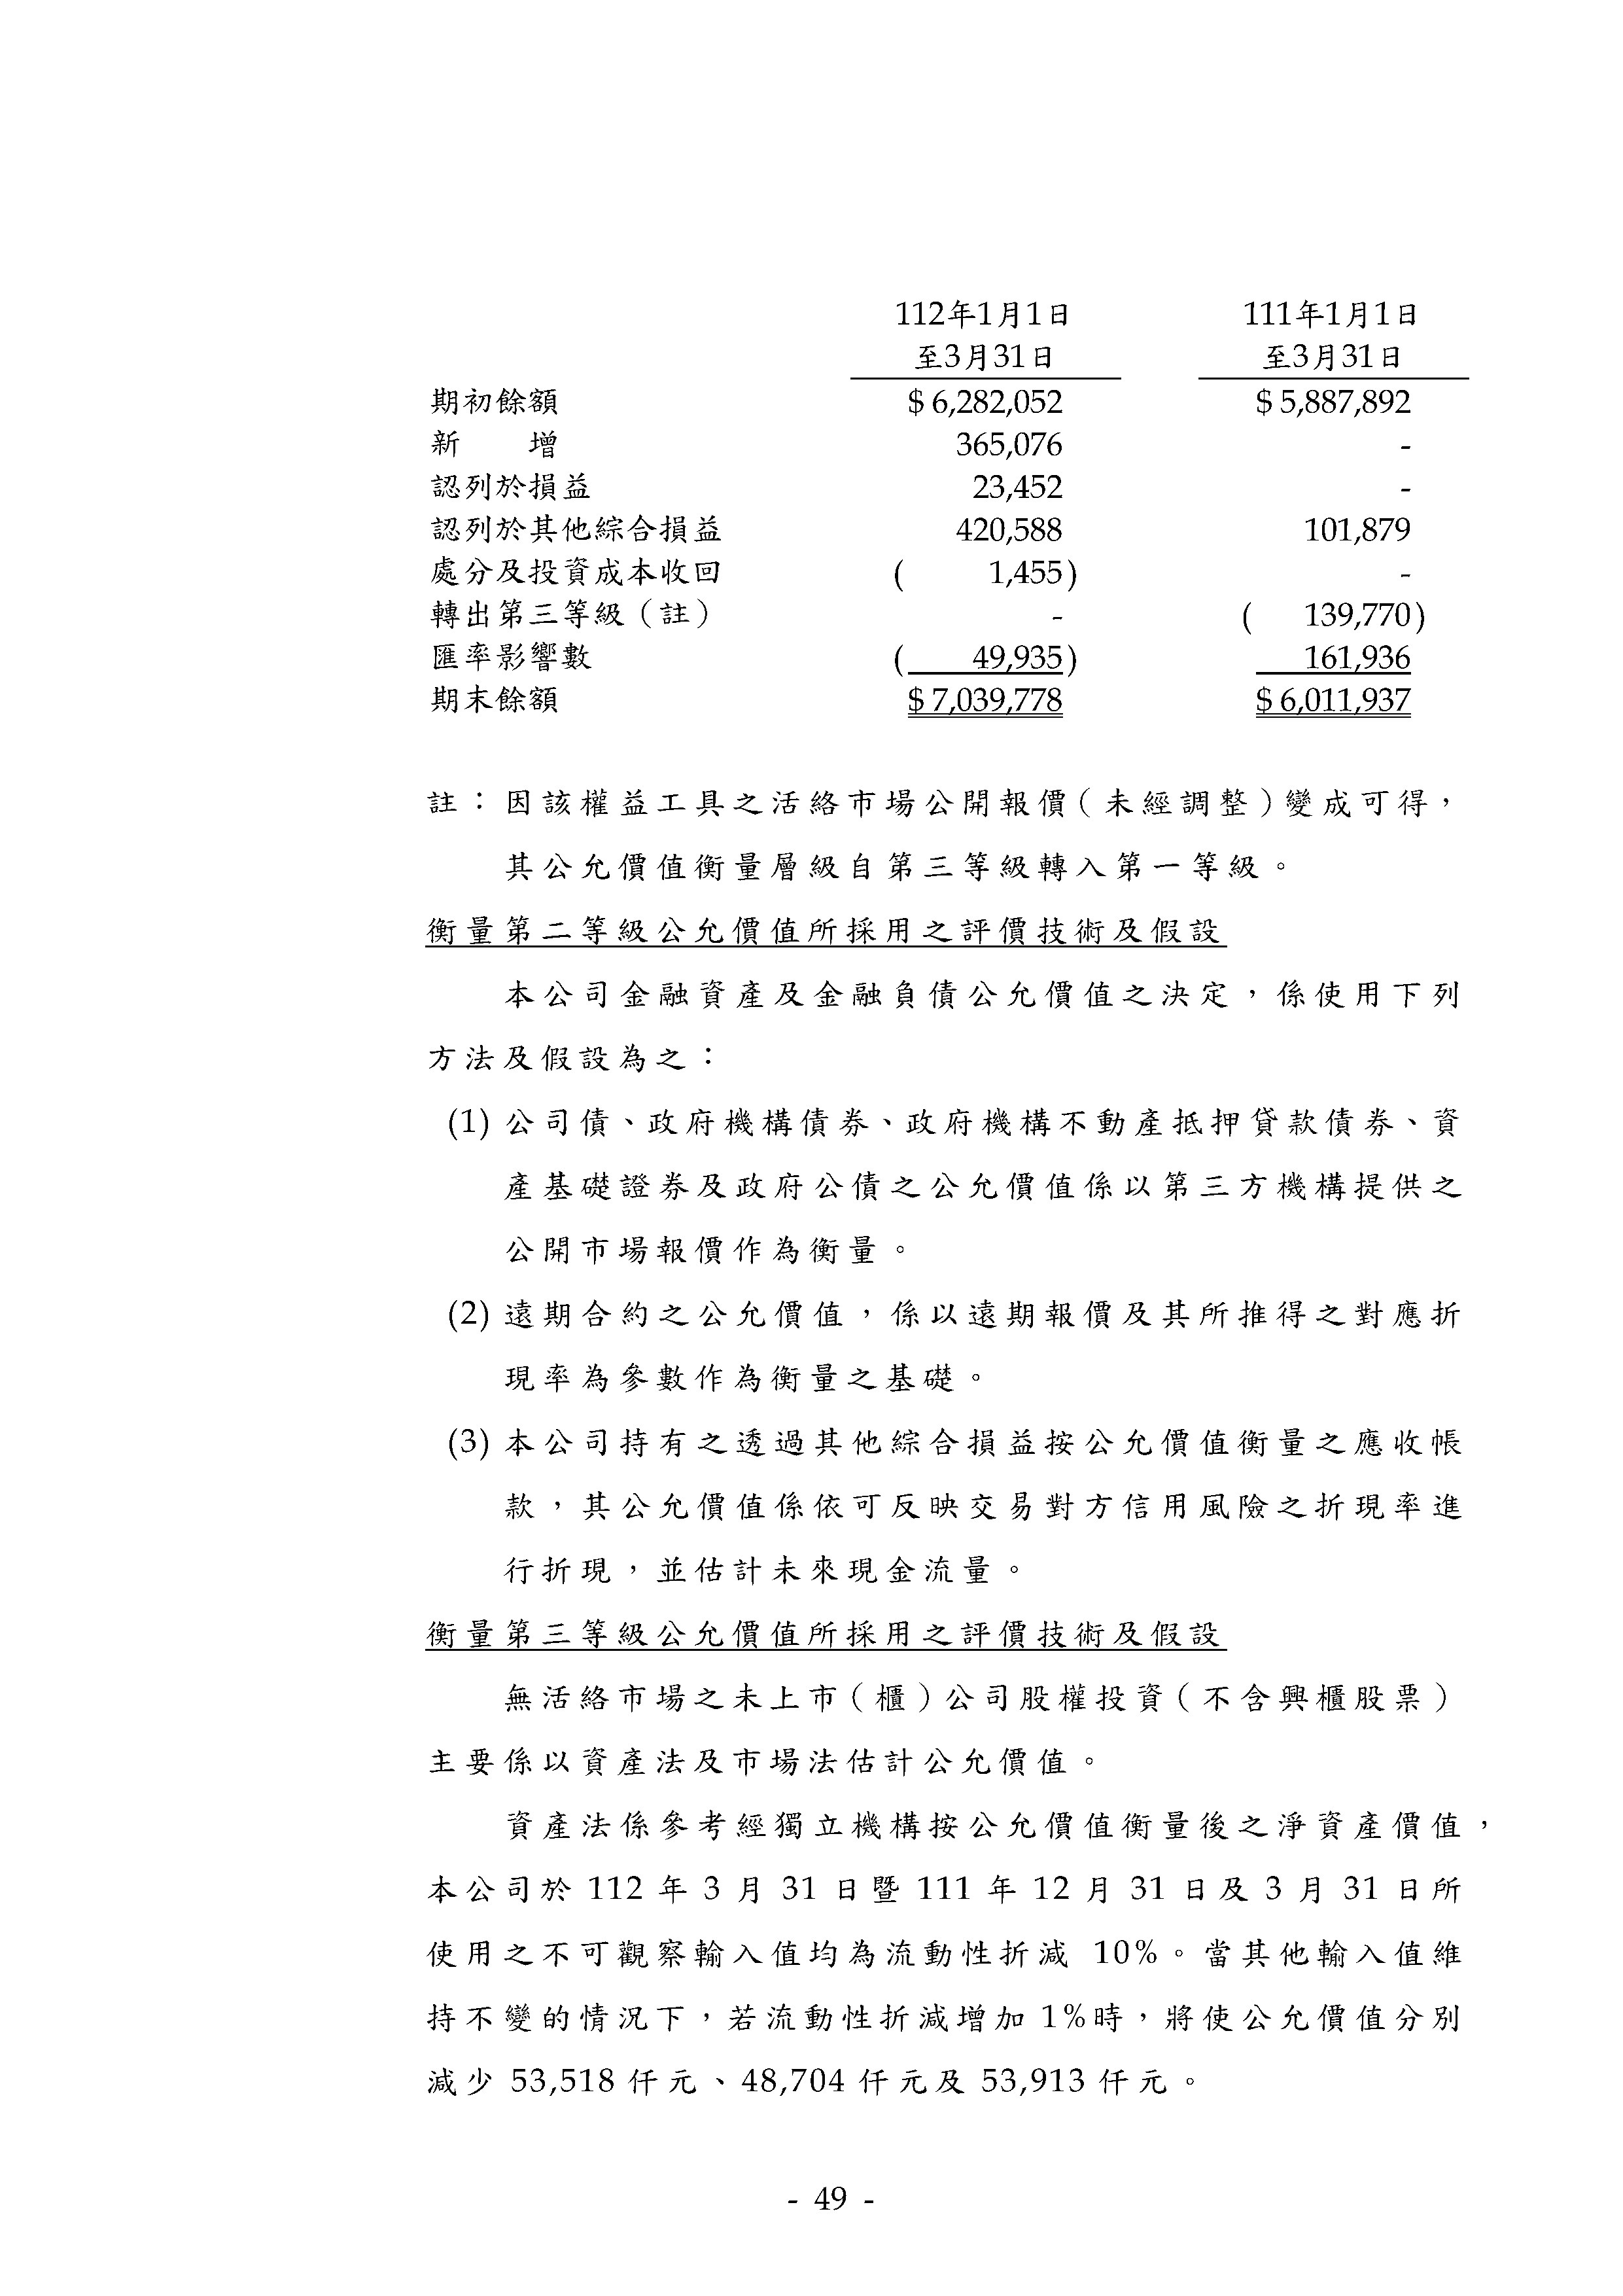 112年1月1日 111年1月1日
至3月31日 至3月31日
期初餘額 $ 6,282,052 $ 5,887,892
新　　增 365,076 -
認列於損益 23,452 -
認列於其他綜合損益 420,588 101,879
處分及投資成本收回 ( 1,455) -
轉出第三等級（註） - ( 139,770)
匯率影響數 ( 49,935) 161,936
期末餘額 $ 7,039,778 $ 6,011,937
註：因該權益工具之活絡市場公開報價（未經調整）變成可得，
其公允價值衡量層級自第三等級轉入第一等級。
衡量第二等級公允價值所採用之評價技術及假設
本公司金融資產及金融負債公允價值之決定，係使用下列
方法及假設為之：
(1) 公司債、政府機構債券、政府機構不動產抵押貸款債券、資
產基礎證券及政府公債之公允價值係以第三方機構提供之
公開市場報價作為衡量。
(2) 遠期合約之公允價值，係以遠期報價及其所推得之對應折
現率為參數作為衡量之基礎。
(3) 本公司持有之透過其他綜合損益按公允價值衡量之應收帳
款，其公允價值係依可反映交易對方信用風險之折現率進
行折現，並估計未來現金流量。
衡量第三等級公允價值所採用之評價技術及假設
無活絡市場之未上市（櫃）公司股權投資（不含興櫃股票）
主要係以資產法及市場法估計公允價值。
資產法係參考經獨立機構按公允價值衡量後之淨資產價值，
本公司於 112 年 3 月 31 日暨 111 年 12 月 31 日及 3 月 31 日所
使用之不可觀察輸入值均為流動性折減 10%。當其他輸入值維
持不變的情況下，若流動性折減增加 1%時，將使公允價值分別
減少 53,518 仟元、48,704 仟元及 53,913 仟元。
- 49 -